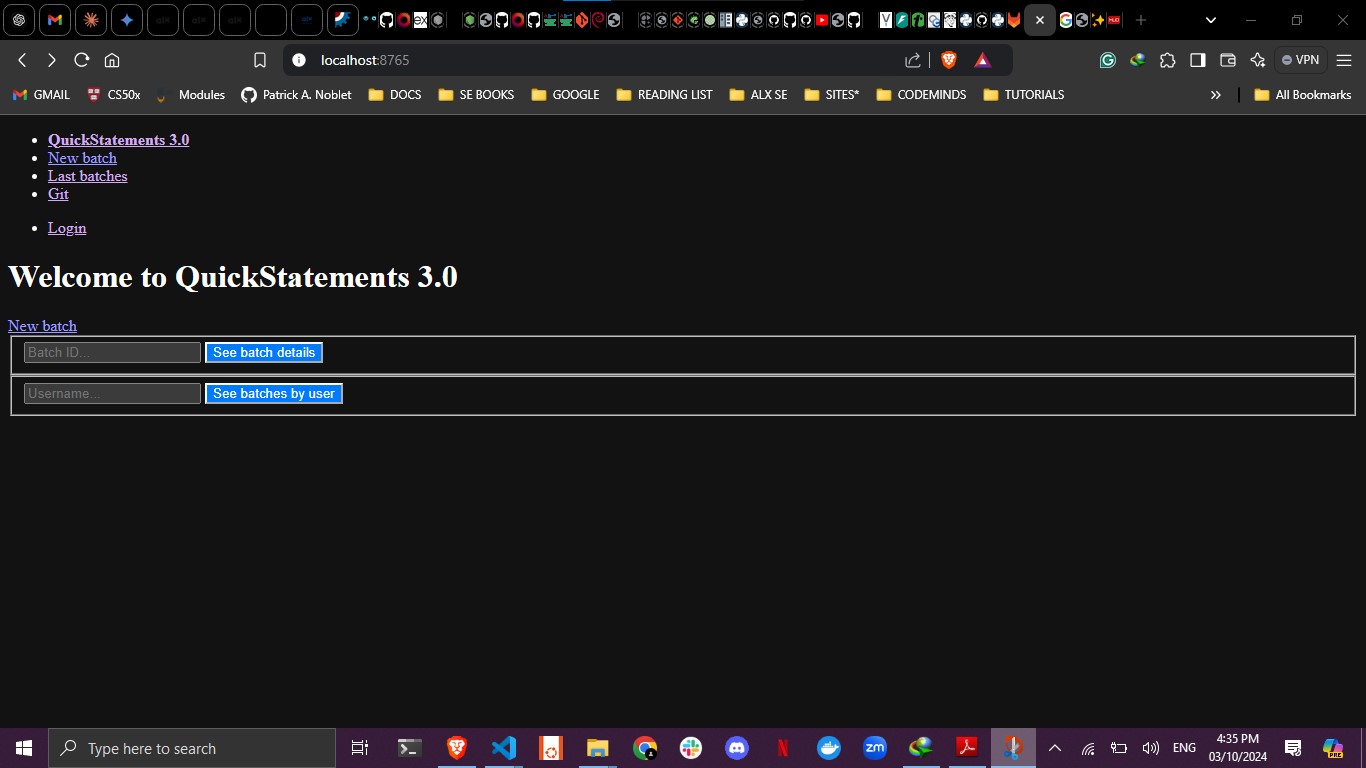 localhost:8765
VPN
GMAIL
CS50x
Modules
Patrick A. Noblet
DOCS
SE BOOKS
GOOGLE
READING LIST
ALX SE
SITES*
CODEMINDS
TUTORIALS
All Bookmarks
QuickStatements 3.0
New batch
Last batches
Git
Login
Welcome to QuickStatements 3.0
New batch
Batch ID... See batch details
Username... See batches by user
Type here to search
zm
N
ENG
4:35 PM
03/10/2024
PRE